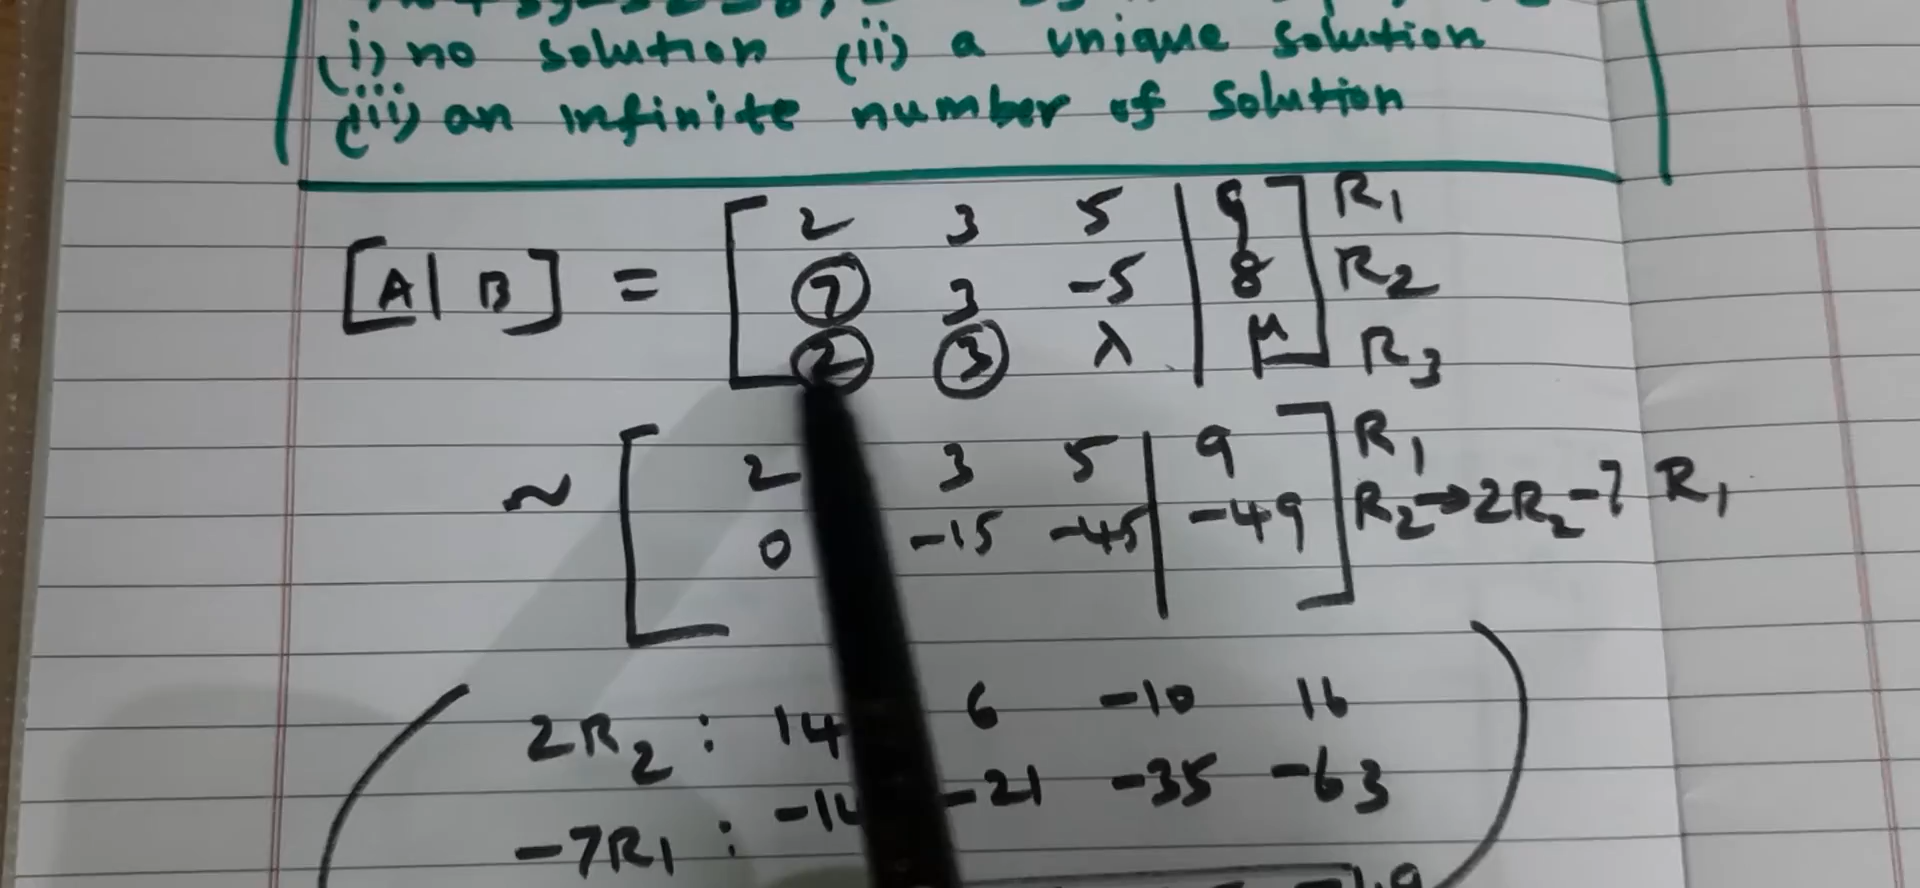 (i) no solution (ii) a unique solution
(iii) an infinite number of solution
[A | B] = [2 3 5 | 9] R1
7 3 -5 | 8 R2
2 3 λ | μ R3
~ [2 3 5 | 9] R1
0 -15 -45 | -49 R2→2R2-7R1
2R2 : 14 6 -10 16
-7R1 : -21 -35 -63